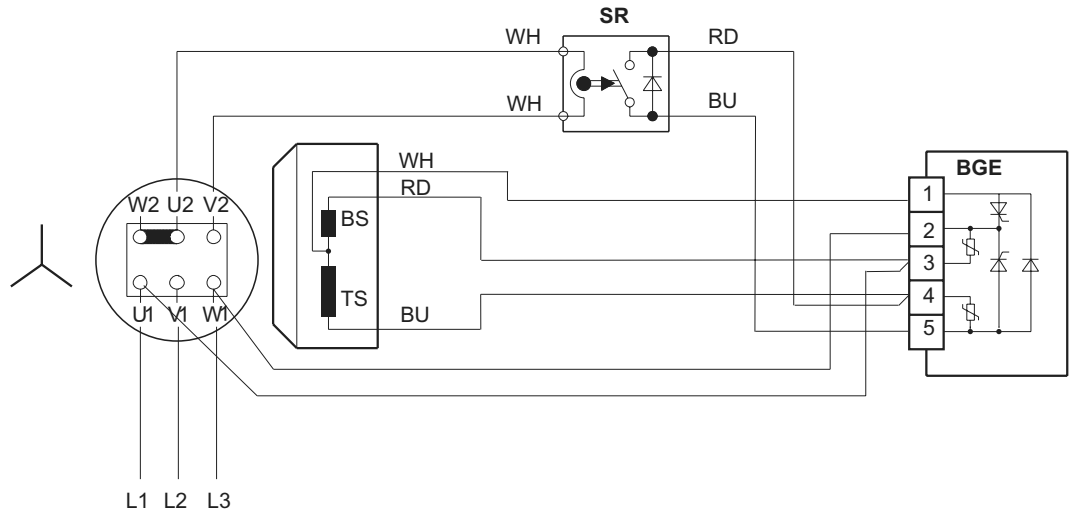 SR
WH
RD
WH
BU
BGE
WH
RD
BS
TS
BU
W2 U2 V2
U1 V1 W1
1
2
3
4
5
L1 L2 L3